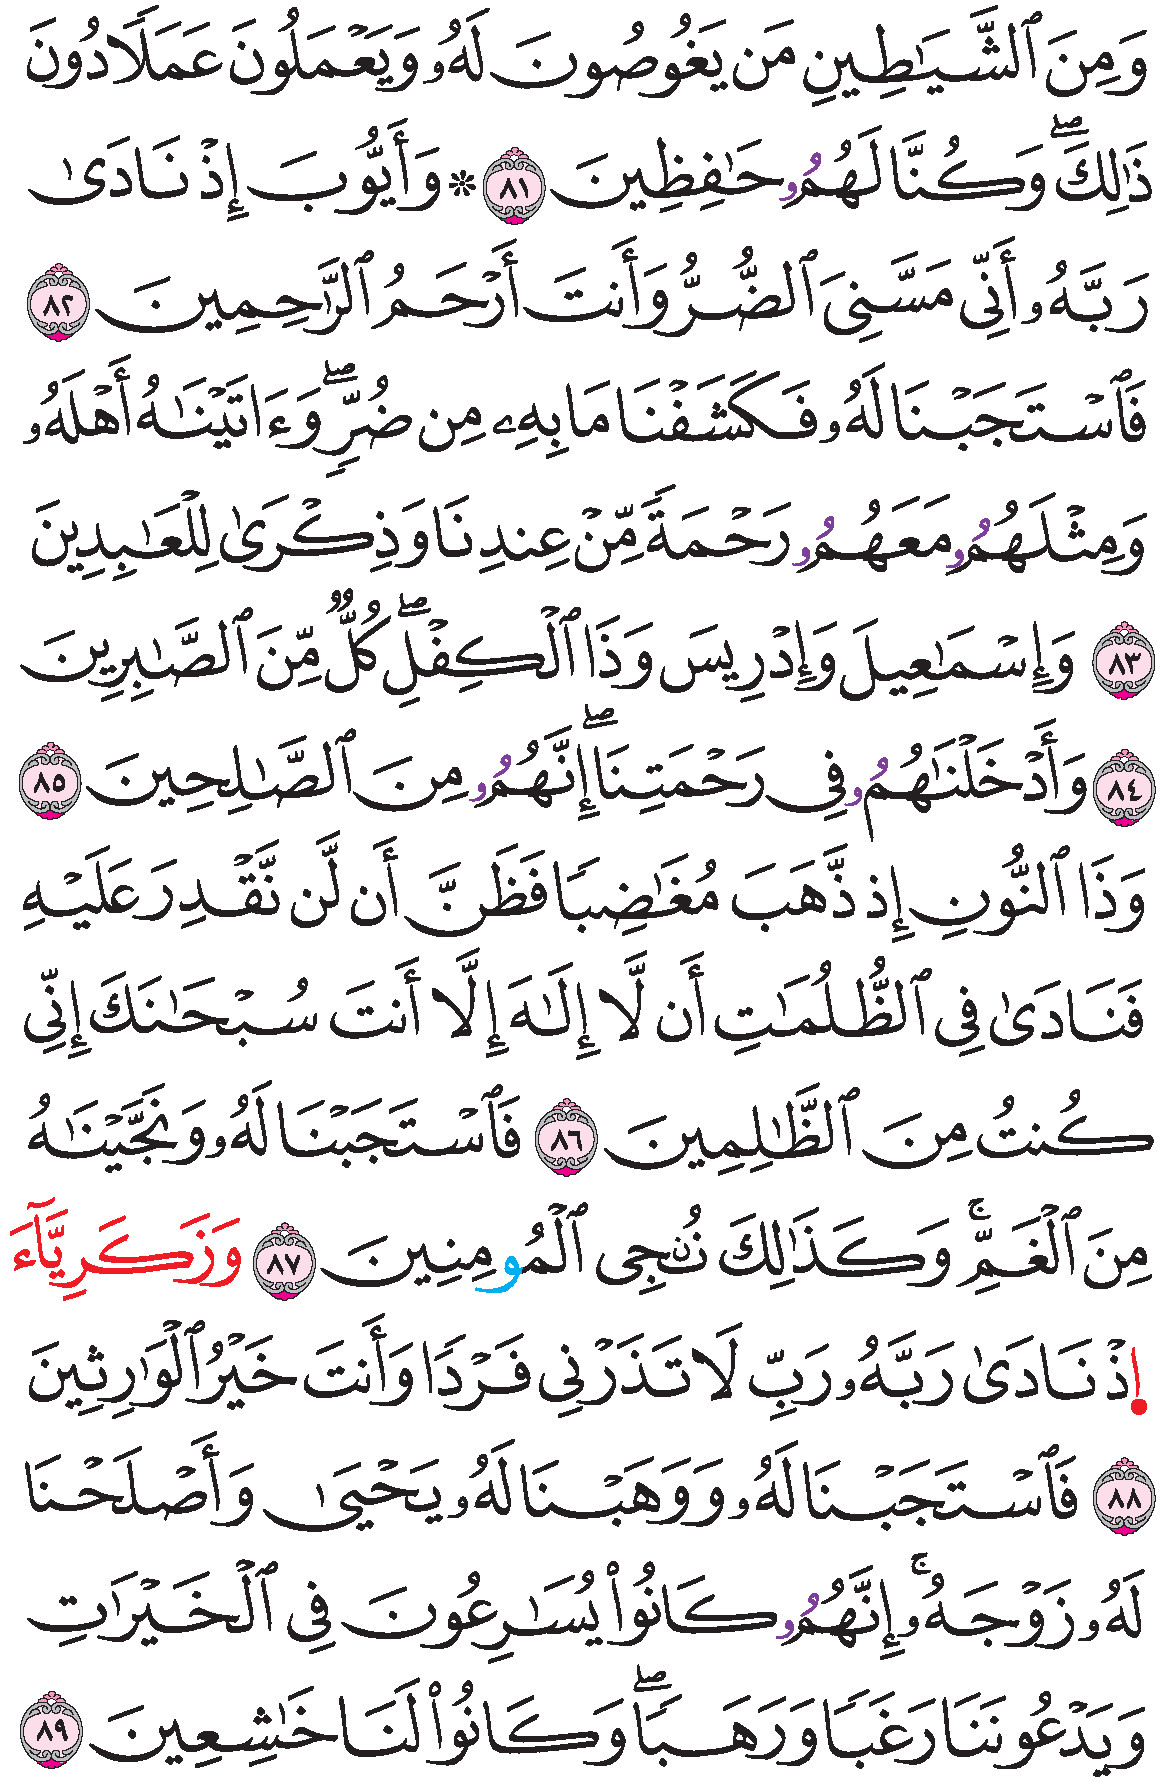 وَمِنَ ٱلشَّيَٰطِينِ مَن يَغُوصُونَ لَهُۥ وَيَعۡمَلُونَ عَمَلٗا دُونَ
ذَٰلِكَۖ وَكُنَّا لَهُمُۥ حَٰفِظِينَ ٨١ ۞ وَأَيُّوبَ إِذۡ نَادَىٰ
رَبَّهُۥ أَنِّي مَسَّنِيَ ٱلضُّرُّ وَأَنتَ أَرۡحَمُ ٱلرَّٰحِمِينَ ٨٢
فَٱسۡتَجَبۡنَا لَهُۥ فَكَشَفۡنَا مَا بِهِۦ مِن ضُرّٖۖ وَءَاتَيۡنَٰهُ أَهۡلَهُۥ
وَمِثۡلَهُمُۥ مَعَهُمُۥ رَحۡمَةٗ مِّنۡ عِندِنَا وَذِكۡرَىٰ لِلۡعَٰبِدِينَ
٨٣ وَإِسۡمَٰعِيلَ وَإِدۡرِيسَ وَذَا ٱلۡكِفۡلِۖ كُلّٞ مِّنَ ٱلصَّٰبِرِينَ
٨٤ وَأَدۡخَلۡنَٰهُمُۥ فِي رَحۡمَتِنَاۖ إِنَّهُمُۥ مِنَ ٱلصَّٰلِحِينَ ٨٥
وَذَا ٱلنُّونِ إِذ ذَّهَبَ مُغَٰضِبٗا فَظَنَّ أَن لَّن نَّقۡدِرَ عَلَيۡهِ
فَنَادَىٰ فِي ٱلظُّلُمَٰتِ أَن لَّا إِلَٰهَ إِلَّا أَنتَ سُبۡحَٰنَكَ إِنِّي
كُنتُ مِنَ ٱلظَّٰلِمِينَ ٨٦ فَٱسۡتَجَبۡنَا لَهُۥ وَنَجَّيۡنَٰهُ
مِنَ ٱلۡغَمِّۚ وَكَذَٰلِكَ نُـۨجِي ٱلۡمُومِنِينَ ٨٧ وَزَكَرِيَّآءَ
اِ۪ذۡ نَادَىٰ رَبَّهُۥ رَبِّ لَا تَذَرۡنِي فَرۡدٗا وَأَنتَ خَيۡرُ ٱلۡوَٰرِثِينَ
٨٨ فَٱسۡتَجَبۡنَا لَهُۥ وَوَهَبۡنَا لَهُۥ يَحۡيَىٰ وَأَصۡلَحۡنَا
لَهُۥ زَوۡجَهُۥۚ إِنَّهُمُۥ كَانُواْ يُسَٰرِعُونَ فِي ٱلۡخَيۡرَٰتِ
وَيَدۡعُونَنَا رَغَبٗا وَرَهَبٗاۖ وَكَانُواْ لَنَا خَٰشِعِينَ ٨٩